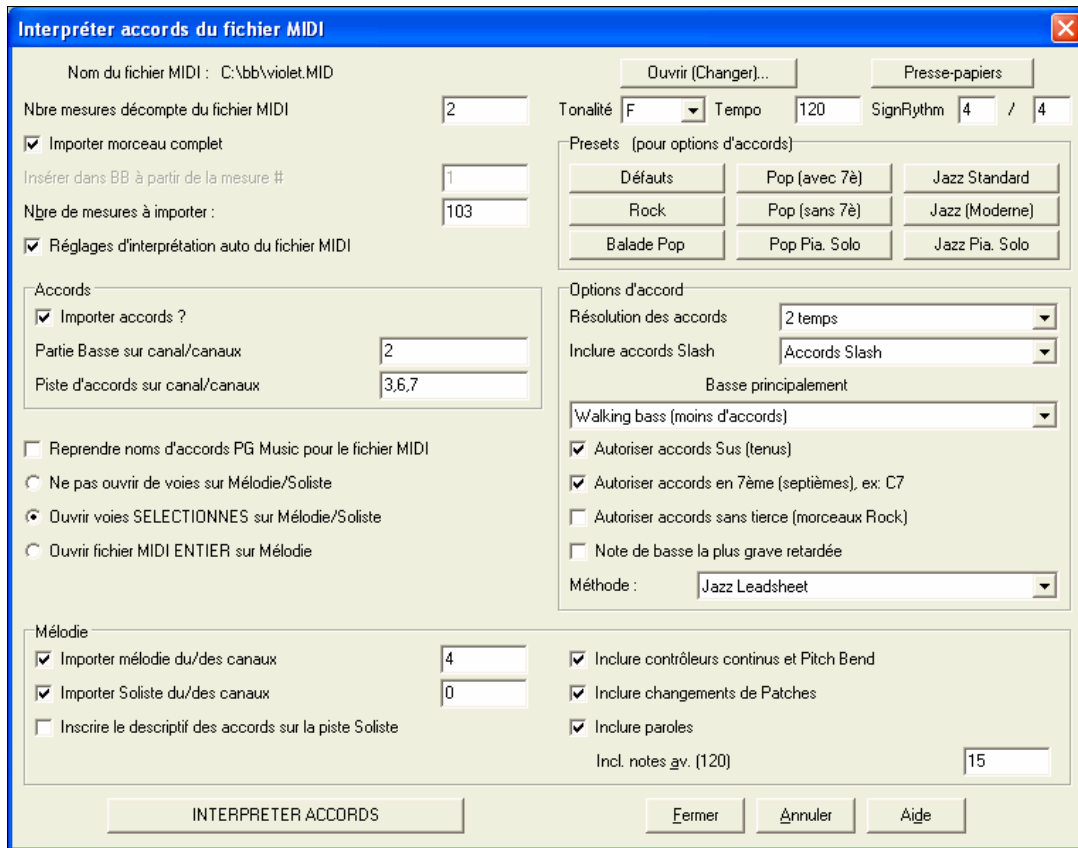 Interpréter accords du fichier MIDI
Nom du fichier MIDI : C:\bb\violet.MID
Ouvrir (Changer)...
Presse-papiers
Nbre mesures décompte du fichier MIDI 2
Tonalité F Tempo 120 SignRythm 4 / 4
Importer morceau complet
Insérer dans BB à partir de la mesure # 1
Nbre de mesures à importer : 103
Réglages d'interprétation auto du fichier MIDI
Presets (pour options d'accords)
Défauts Pop (avec 7è) Jazz Standard
Rock Pop (sans 7è) Jazz (Moderne)
Balade Pop Pop Pia. Solo Jazz Pia. Solo
Accords
Importer accords ?
Partie Basse sur canal/canaux 2
Piste d'accords sur canal/canaux 3,6,7
Reprendre noms d'accords PG Music pour le fichier MIDI
Ne pas ouvrir de voies sur Mélodie/Soliste
Ouvrir voies SELECTIONNES sur Mélodie/Soliste
Ouvrir fichier MIDI ENTIER sur Mélodie
Options d'accord
Résolution des accords 2 temps
Inclure accords Slash Accords Slash
Basse principalement
Walking bass (moins d'accords)
Autoriser accords Sus (tenus)
Autoriser accords en 7ème (septièmes), ex: C7
Autoriser accords sans tierce (morceaux Rock)
Note de basse la plus grave retardée
Méthode : Jazz Leadsheet
Mélodie
Importer mélodie du/des canaux 4
Importer Soliste du/des canaux 0
Inscrire le descriptif des accords sur la piste Soliste
Inclure contrôleurs continus et Pitch Bend
Inclure changements de Patches
Inclure paroles
Incl. notes av. (120) 15
INTERPRETER ACCORDS
Fermer
Annuler
Aide